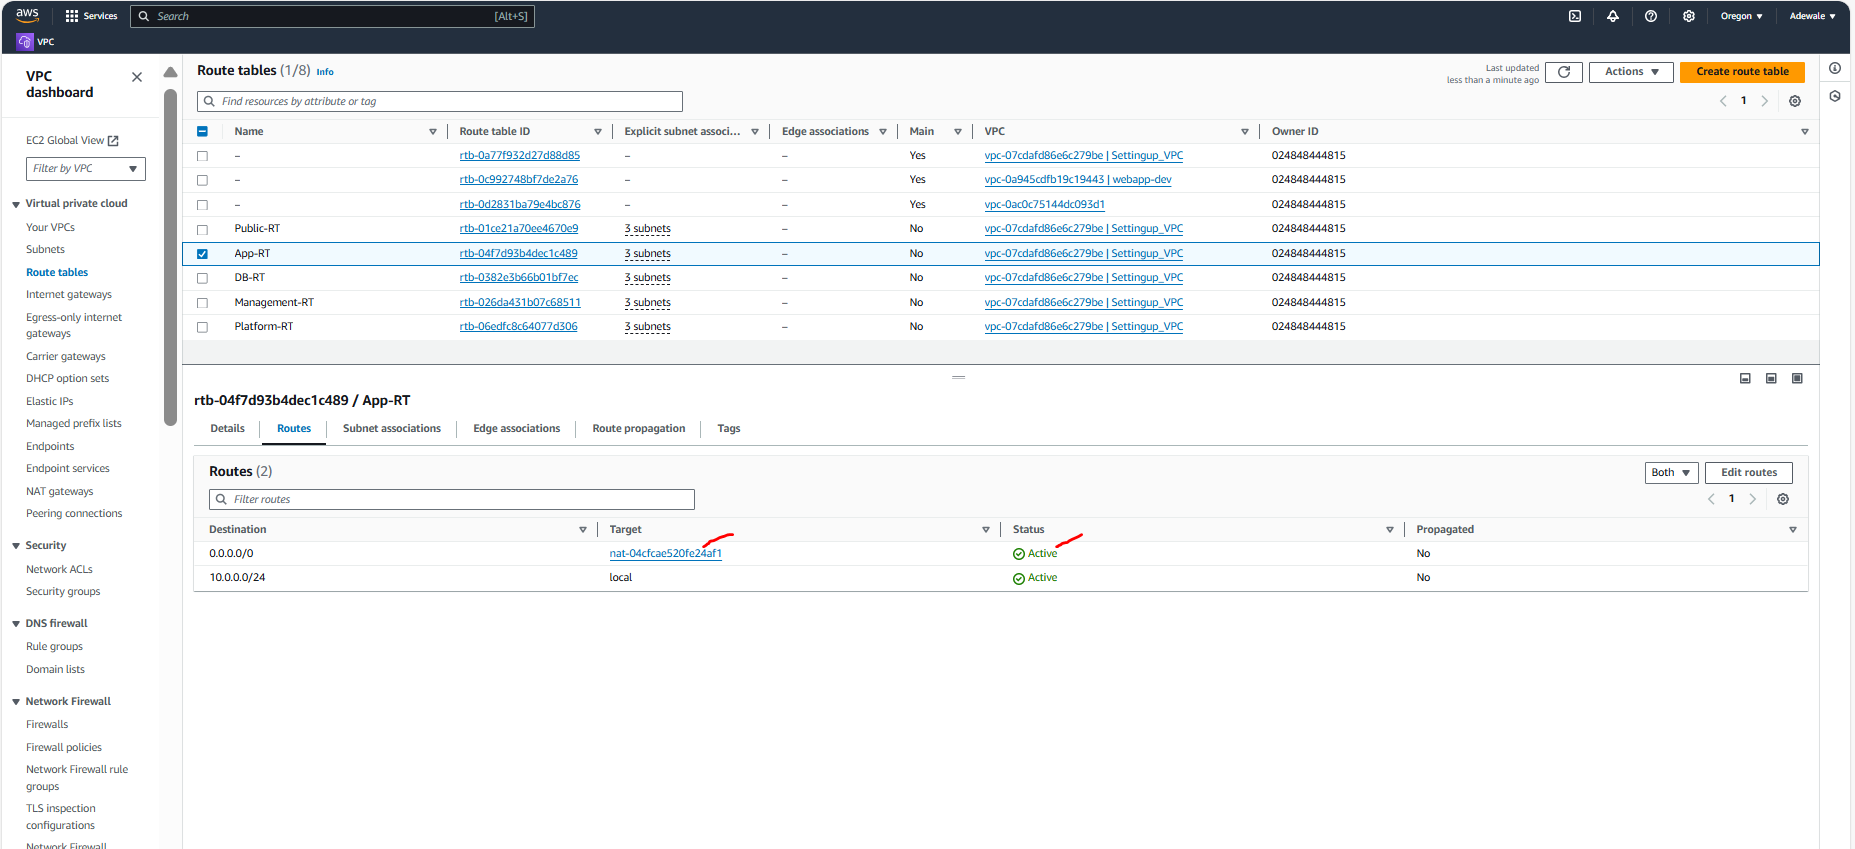 aws Services Search [Alt+S] Oregon Adewale
VPC
VPC dashboard
EC2 Global View
Filter by VPC
Virtual private cloud
Your VPCs
Subnets
Route tables
Internet gateways
Egress-only internet
gateways
Carrier gateways
DHCP option sets
Elastic IPs
Managed prefix lists
Endpoints
Endpoint services
NAT gateways
Peering connections
Security
Network ACLs
Security groups
DNS firewall
Rule groups
Domain lists
Network Firewall
Firewalls
Firewall policies
Network Firewall rule
groups
TLS inspection
configurations
Network Firewall
Route tables (1/8) Info
Last updated
less than a minute ago
Actions
Create route table
Find resources by attribute or tag
1
Name Route table ID Explicit subnet associ... Edge associations Main VPC Owner ID
– rtb-0a77f932d27d88d85 – – Yes vpc-07cdafd86e6c279be | Settingup_VPC 024848444815
– rtb-0c992748bf7de2a76 – – Yes vpc-0a945cdfb19c19443 | webapp-dev 024848444815
– rtb-0d2831ba79e4bc876 – – Yes vpc-0ac0c75144dc093d1 024848444815
Public-RT rtb-01ce21a70ee4670e9 3 subnets – No vpc-07cdafd86e6c279be | Settingup_VPC 024848444815
App-RT rtb-04f7d93b4dec1c489 3 subnets – No vpc-07cdafd86e6c279be | Settingup_VPC 024848444815
DB-RT rtb-0382e3b66b01bf7ec 3 subnets – No vpc-07cdafd86e6c279be | Settingup_VPC 024848444815
Management-RT rtb-026da431b07c68511 3 subnets – No vpc-07cdafd86e6c279be | Settingup_VPC 024848444815
Platform-RT rtb-06edfc8c64077d306 3 subnets – No vpc-07cdafd86e6c279be | Settingup_VPC 024848444815
rtb-04f7d93b4dec1c489 / App-RT
Details Routes Subnet associations Edge associations Route propagation Tags
Routes (2)
Both
Edit routes
Filter routes
1
Destination Target Status Propagated
0.0.0.0/0 nat-04cfcae520fe24af1 Active No
10.0.0.0/24 local Active No